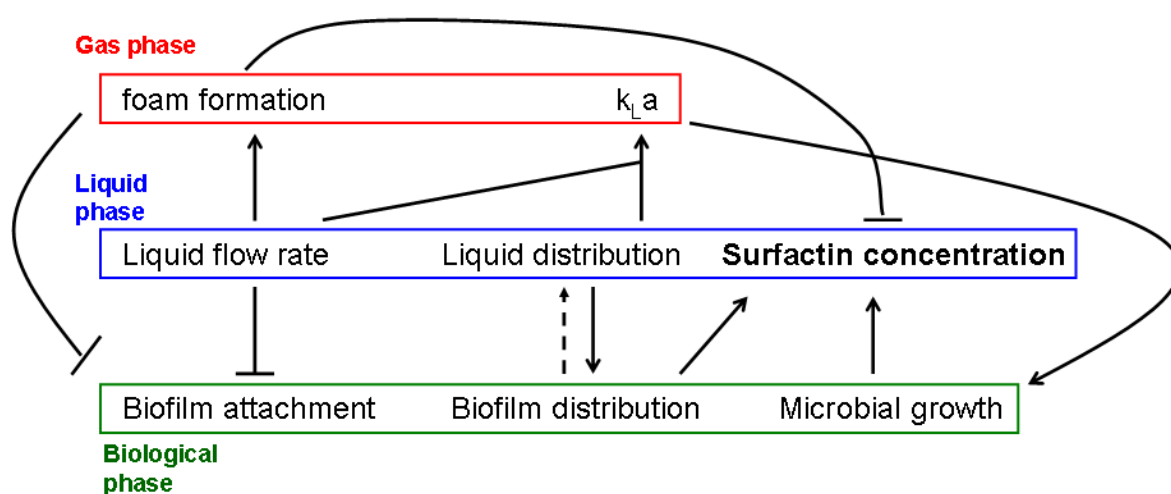 Gas phase
foam formation
k_L a
Liquid
phase
Liquid flow rate
Liquid distribution
Surfactin concentration
Biofilm attachment
Biofilm distribution
Microbial growth
Biological
phase